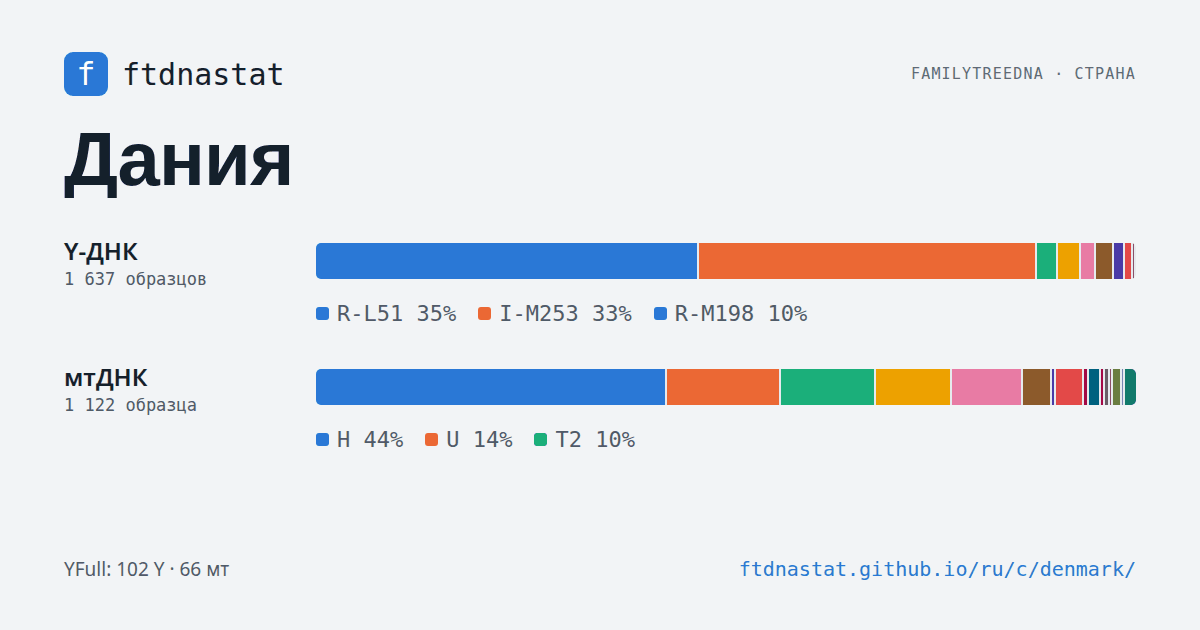 f ftdnastat
FAMILYTREEDNA · СТРАНА
Дания
Y-ДНК
1 637 образцов
R-L51 35% I-M253 33% R-M198 10%
мтДНК
1 122 образца
H 44% U 14% T2 10%
YFull: 102 Y · 66 мт
ftdnastat.github.io/ru/c/denmark/